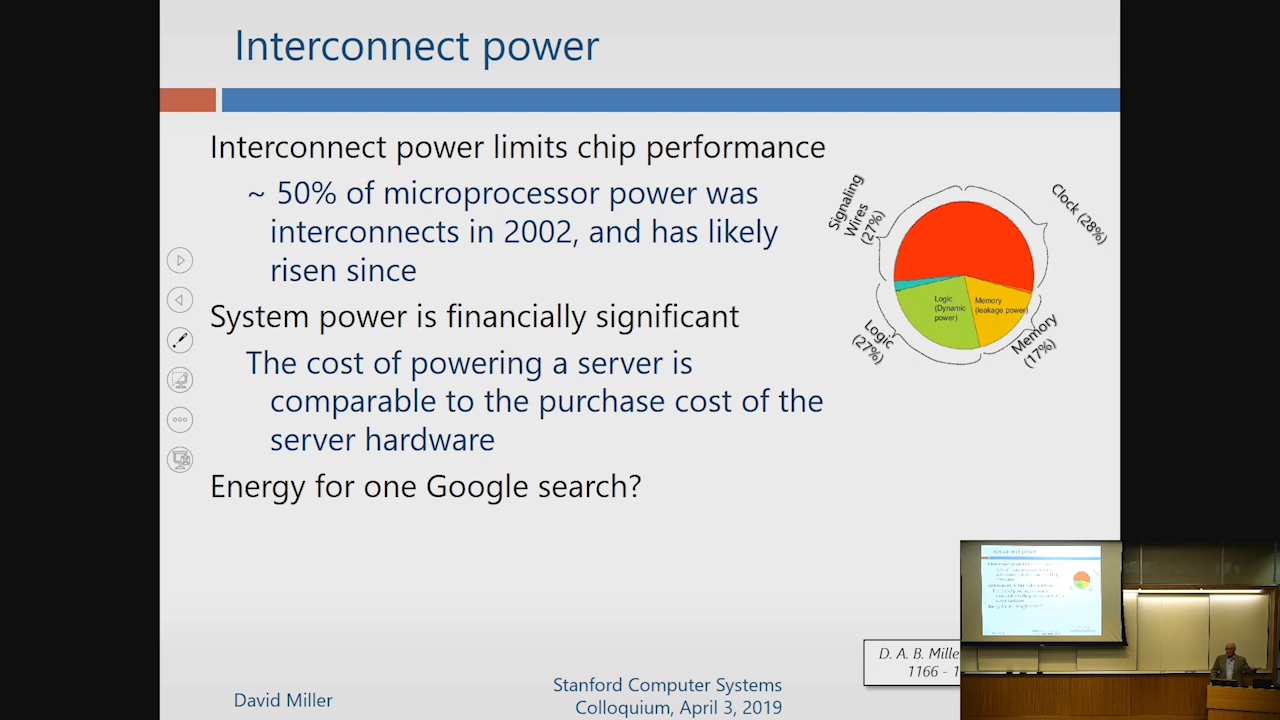 Interconnect power
Interconnect power limits chip performance
~ 50% of microprocessor power was
interconnects in 2002, and has likely
risen since
System power is financially significant
The cost of powering a server is
comparable to the purchase cost of the
server hardware
Energy for one Google search?
Signaling
Wires
(27%)
Clock (28%)
Logic
(Dynamic
power)
Memory
(leakage power)
Logic
(27%)
Memory
(17%)
D. A. B. Mille
1166 - 1
David Miller
Stanford Computer Systems
Colloquium, April 3, 2019